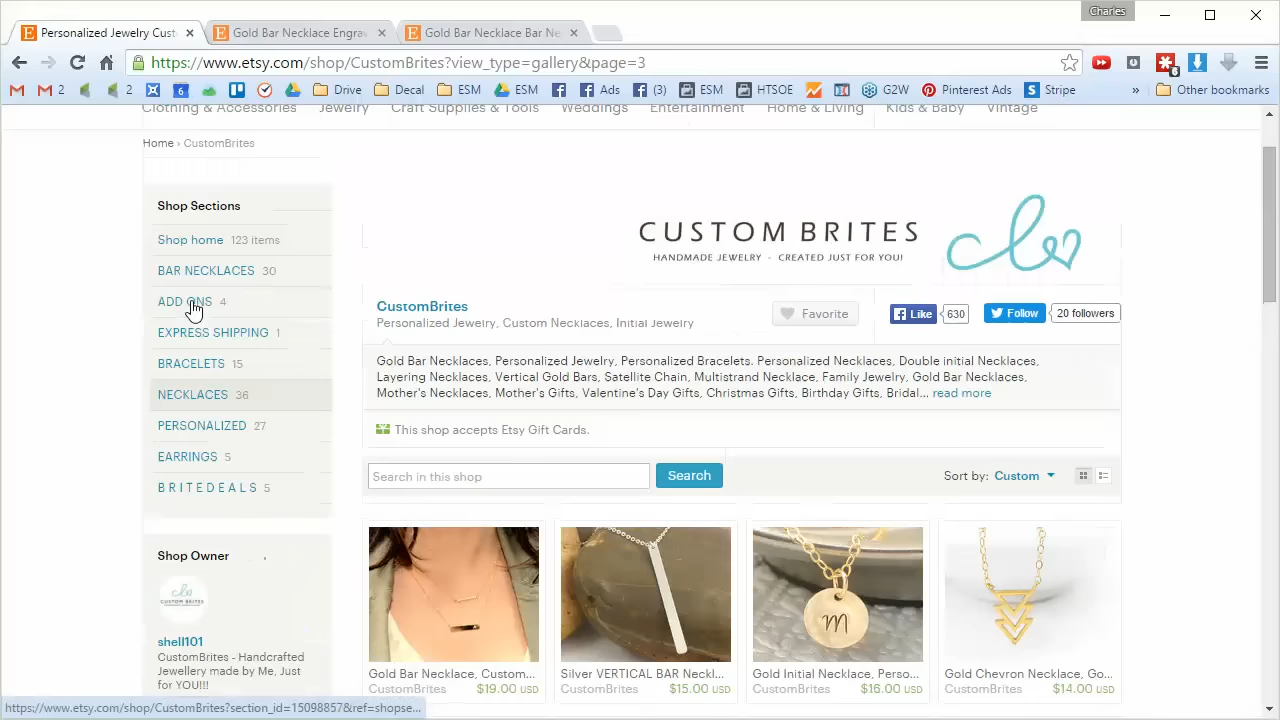 Charles
Personalized Jewelry Cust
Gold Bar Necklace Engrav
Gold Bar Necklace Bar Ne
https://www.etsy.com/shop/CustomBrites?view_type=gallery&page=3
6
2
2
6
Drive
Decal
ESM
ESM
Ads
(3)
ESM
HTSOE
G2W
Pinterest Ads
Stripe
»
Other bookmarks
Clothing & Accessories
Jewelry
Craft Supplies & Tools
Weddings
Entertainment
Home & Living
Kids & Baby
Vintage
Home › CustomBrites
Shop Sections
Shop home 123 items
BAR NECKLACES 30
ADD ONS 4
EXPRESS SHIPPING 1
BRACELETS 15
NECKLACES 36
PERSONALIZED 27
EARRINGS 5
B R I T E D E A L S 5
Shop Owner
CUSTOM BRITES
shell101
CustomBrites - Handcrafted
Jewellery made by Me, Just
for YOU!!!
CUSTOM BRITES
HANDMADE JEWELRY - CREATED JUST FOR YOU!
CustomBrites
Personalized Jewelry, Custom Necklaces, Initial Jewelry
Favorite
Like
630
Follow
20 followers
Gold Bar Necklaces, Personalized Jewelry, Personalized Bracelets. Personalized Necklaces, Double initial Necklaces,
Layering Necklaces, Vertical Gold Bars, Satellite Chain, Multistrand Necklace, Family Jewelry, Gold Bar Necklaces,
Mother's Necklaces, Mother's Gifts, Valentine's Day Gifts, Christmas Gifts, Birthday Gifts, Bridal... read more
This shop accepts Etsy Gift Cards.
Search in this shop
Search
Sort by: Custom
m
Gold Bar Necklace, Custom...
CustomBrites $19.00 USD
Silver VERTICAL BAR Neckl...
CustomBrites $15.00 USD
Gold Initial Necklace, Perso...
CustomBrites $16.00 USD
Gold Chevron Necklace, Go...
CustomBrites $14.00 USD
https://www.etsy.com/shop/CustomBrites?section_id=15098857&ref=shopse...